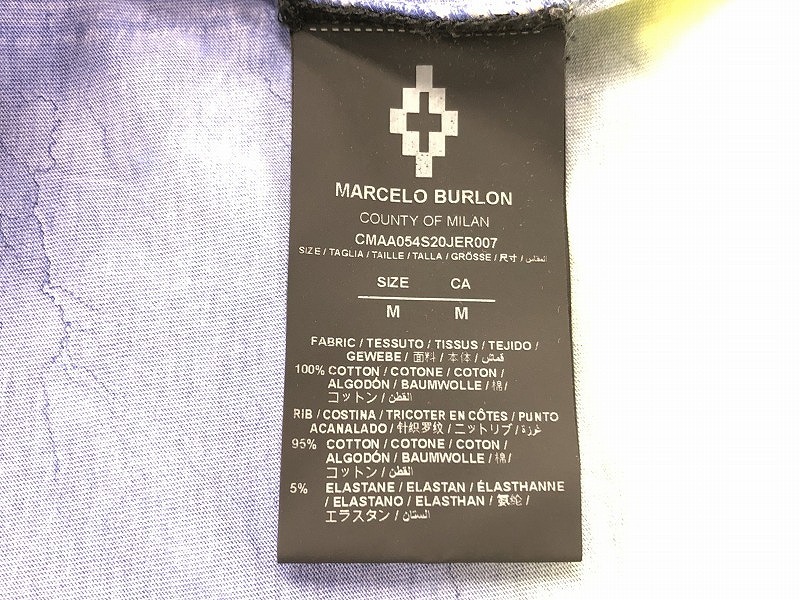 MARCELO BURLON
COUNTY OF MILAN
CMAA054S20JER007
SIZE / TAGLIA / TAILLE / TALLA / GRÖSSE / 尺寸 / المقاس
SIZE CA
M M
FABRIC / TESSUTO / TISSUS / TEJIDO /
GEWEBE / 面料 / 本体 / قماش
100% COTTON / COTONE / COTON /
ALGODÓN / BAUMWOLLE / 棉 /
コットン / القطن
RIB / COSTINA / TRICOTER EN CÔTES / PUNTO
ACANALADO / 针织罗纹 / ニットリブ / غرزة
95% COTTON / COTONE / COTON /
ALGODÓN / BAUMWOLLE / 棉 /
コットン / القطن
5% ELASTANE / ELASTAN / ÉLASTHANNE
/ ELASTANO / ELASTHAN / 氨纶 /
エラスタン / الستان